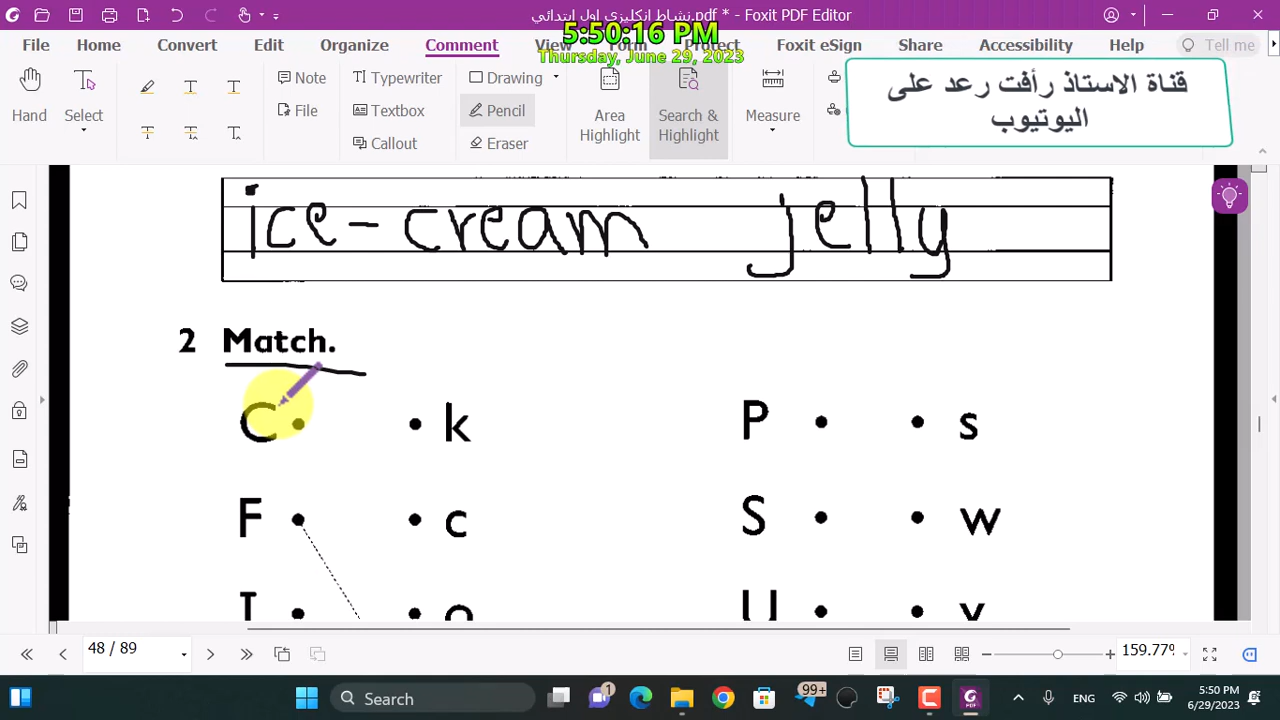 نشاط انكليزي اول ابتدائي.pdf * - Foxit PDF Editor
5:50:16 PM
Thursday, June 29, 2023
File Home Convert Edit Organize Comment View Form Protect Foxit eSign Share Accessibility Help Tell me
Hand
Select
Note
File
Typewriter
Textbox
Callout
Drawing
Pencil
Eraser
Area
Highlight
Search &
Highlight
Measure
قناة الاستاذ رأفت رعد على
اليوتيوب
ice-cream jelly
2 Match.
C k P s
F c S w
I U
48 / 89
159.77%
Search
1
99+
ENG
5:50 PM
6/29/2023